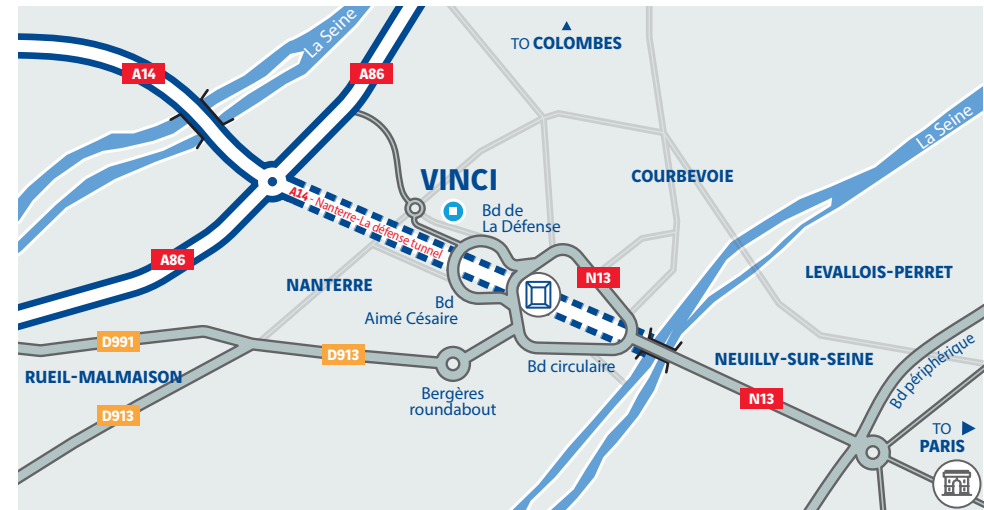 La Seine
TO COLOMBES
A14
A86
La Seine
VINCI
COURBEVOIE
A14 - Nanterre-La défense tunnel
Bd de
La Défense
A86
NANTERRE
N13
LEVALLOIS-PERRET
Bd
Aimé Césaire
D991
D913
RUEIL-MALMAISON
Bd circulaire
NEUILLY-SUR-SEINE
Bd périphérique
Bergères
roundabout
N13
D913
TO
PARIS